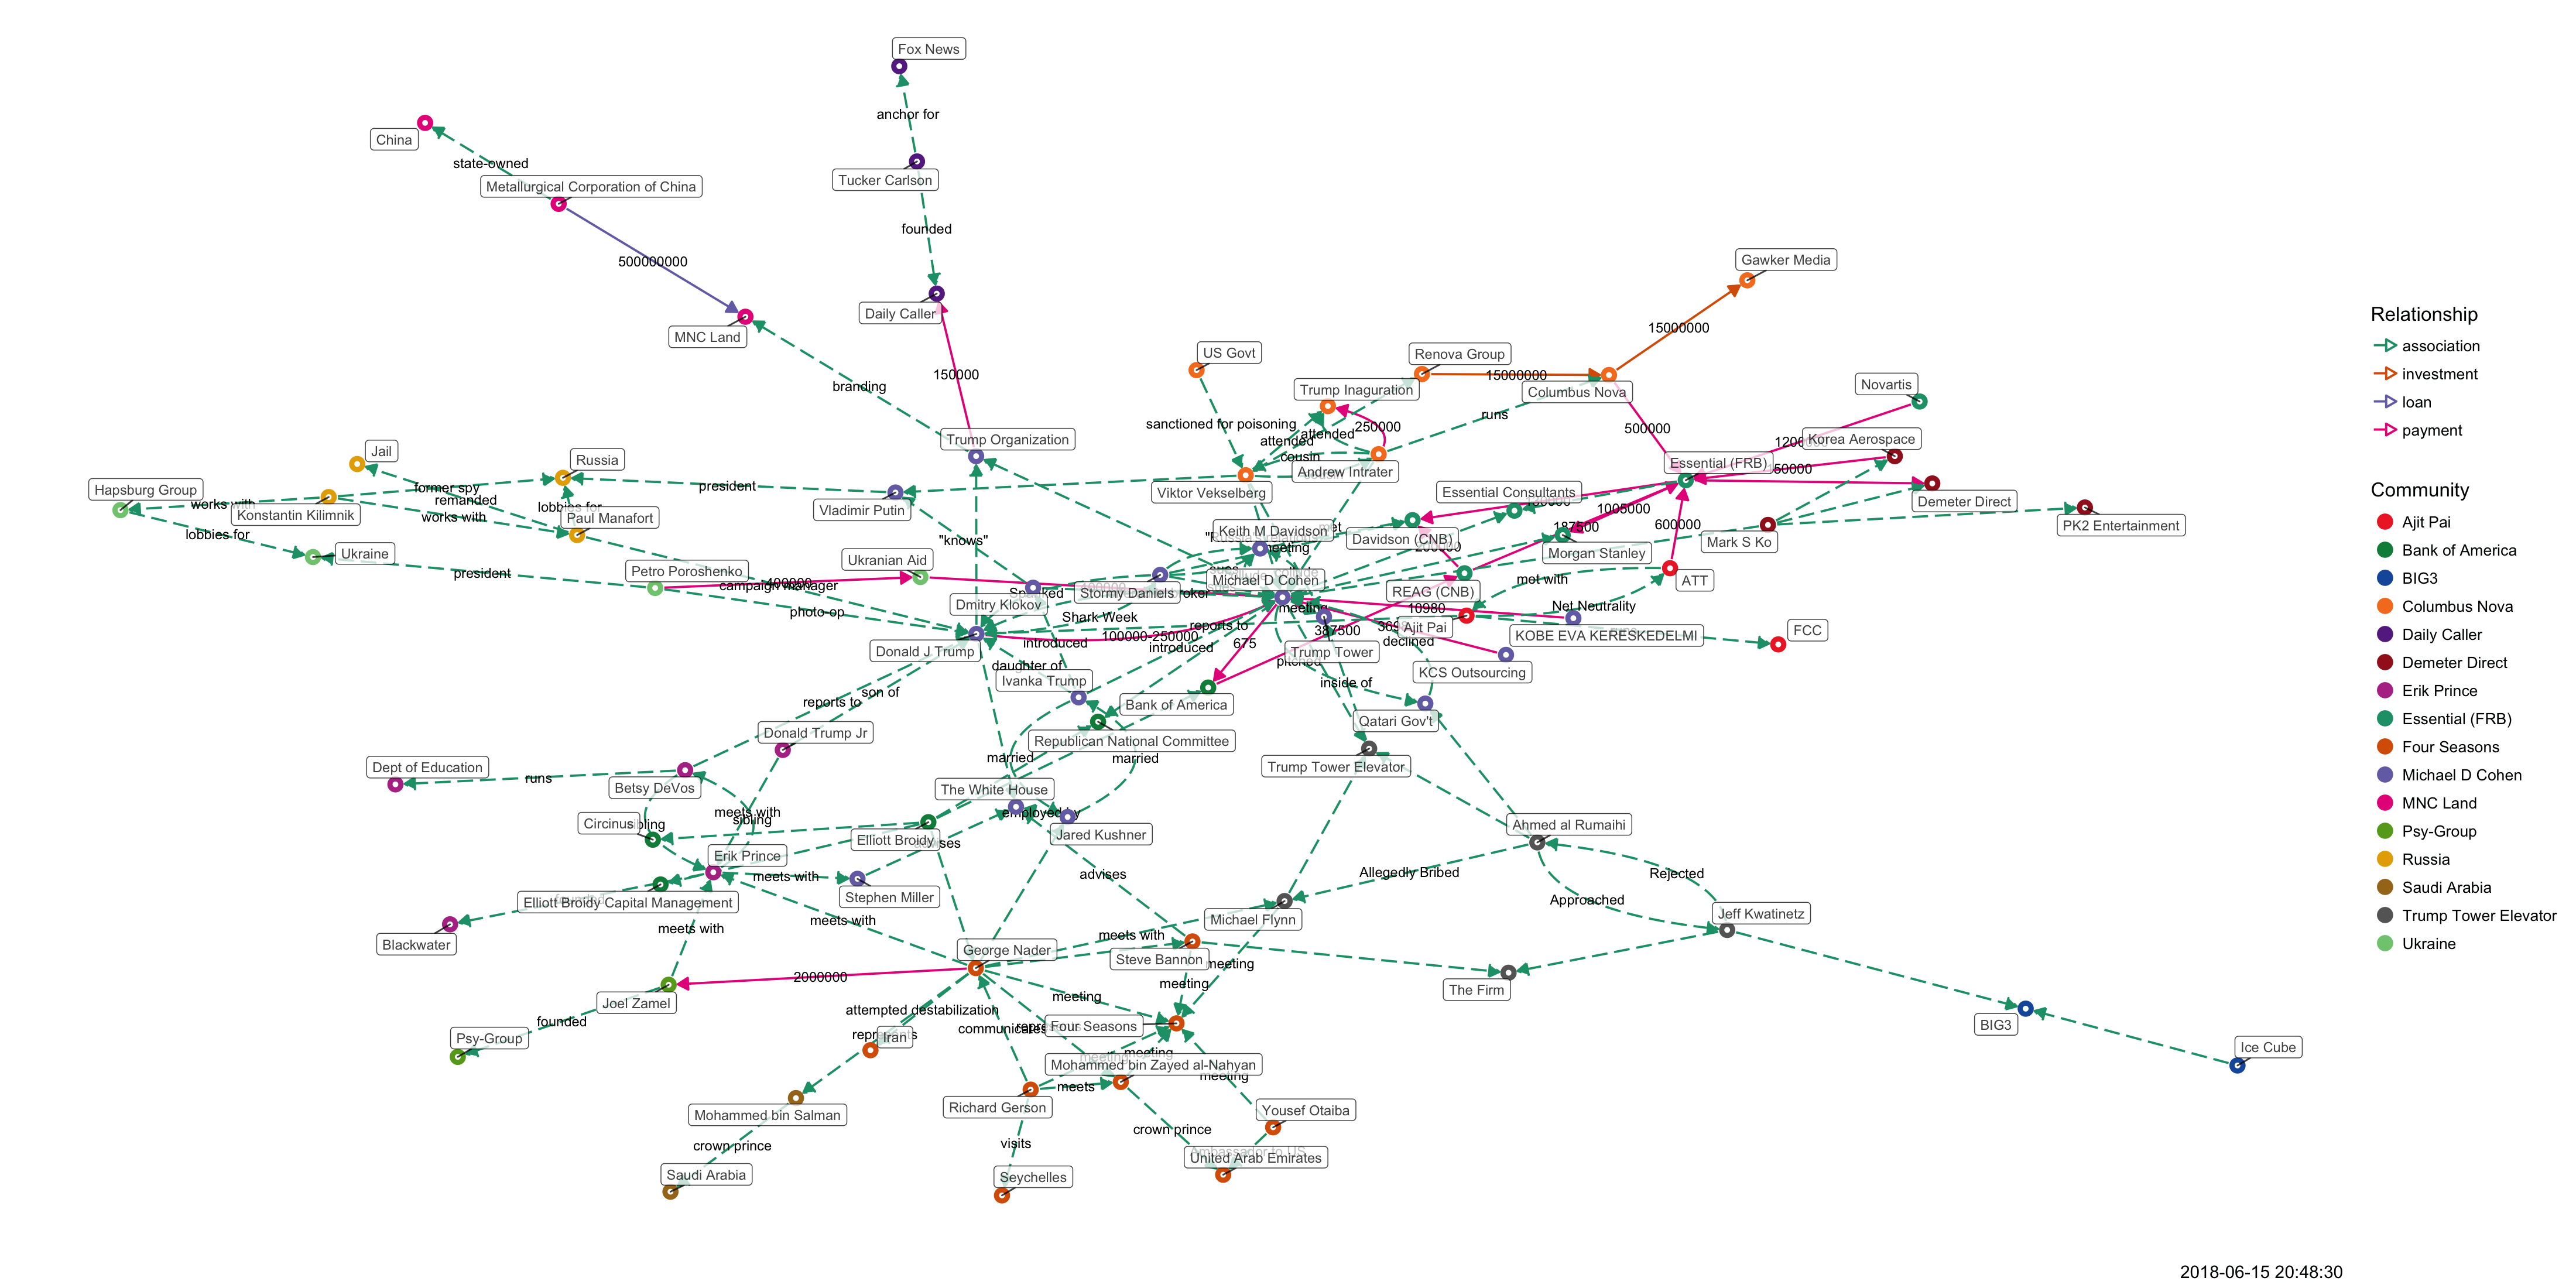 Fox News
anchor for
China
state-owned
Tucker Carlson
Metallurgical Corporation of China
founded
500000000
Gawker Media
Daily Caller
15000000
MNC Land
US Govt
Renova Group
150000
15000000
branding
Trump Inaguration
Columbus Nova
Novartis
runs
sanctioned for poisoning
250000
500000
attended
attended
Trump Organization
Korea Aerospace
Jail
cousin
Russia
Essential (FRB)
Andrew Intrater
50000
president
former spy
Hapsburg Group
Viktor Vekselberg
Essential Consultants
remanded
works with
lobbies for
Konstantin Kilimnik
Vladimir Putin
Demeter Direct
1005000
works with
Paul Manafort
600000
PK2 Entertainment
187500
lobbies for
Keith M Davidson
Davidson (CNB)
"knows"
Mark S Ko
meeting
Morgan Stanley
Ukraine
Ukranian Aid
Petro Poroshenko
president
Michael D Cohen
met with
ATT
campaign manager
400000
Stormy Daniels
REAG (CNB)
Dmitry Klokov
photo-op
Shark Week
meeting
10980
Net Neutrality
reports to
387500
Ajit Pai
KOBE EVA KERESKEDELMI
FCC
100000-250000
introduced
introduced
675
declined
Donald J Trump
Trump Tower
daughter of
Ivanka Trump
KCS Outsourcing
inside of
son of
reports to
Bank of America
Qatari Gov't
Donald Trump Jr
Republican National Committee
married
married
Dept of Education
Trump Tower Elevator
runs
Betsy DeVos
The White House
meets with
sibling
employed by
Circinus
Ahmed al Rumaihi
Jared Kushner
Elliott Broidy
Erik Prince
meets with
advises
Allegedly Bribed
Rejected
Stephen Miller
Elliott Broidy Capital Management
Approached
Jeff Kwatinetz
meets with
Michael Flynn
meets with
meets with
Blackwater
George Nader
Steve Bannon
meeting
2000000
meeting
The Firm
Joel Zamel
meeting
attempted destabilization
founded
communicates
Four Seasons
BIG3
Psy-Group
Iran
meeting
Ice Cube
Mohammed bin Zayed al-Nahyan
meeting
meets
Richard Gerson
Yousef Otaiba
Mohammed bin Salman
crown prince
crown prince
visits
United Arab Emirates
Saudi Arabia
Seychelles
Relationship
association
investment
loan
payment
Community
Ajit Pai
Bank of America
BIG3
Columbus Nova
Daily Caller
Demeter Direct
Erik Prince
Essential (FRB)
Four Seasons
Michael D Cohen
MNC Land
Psy-Group
Russia
Saudi Arabia
Trump Tower Elevator
Ukraine
2018-06-15 20:48:30